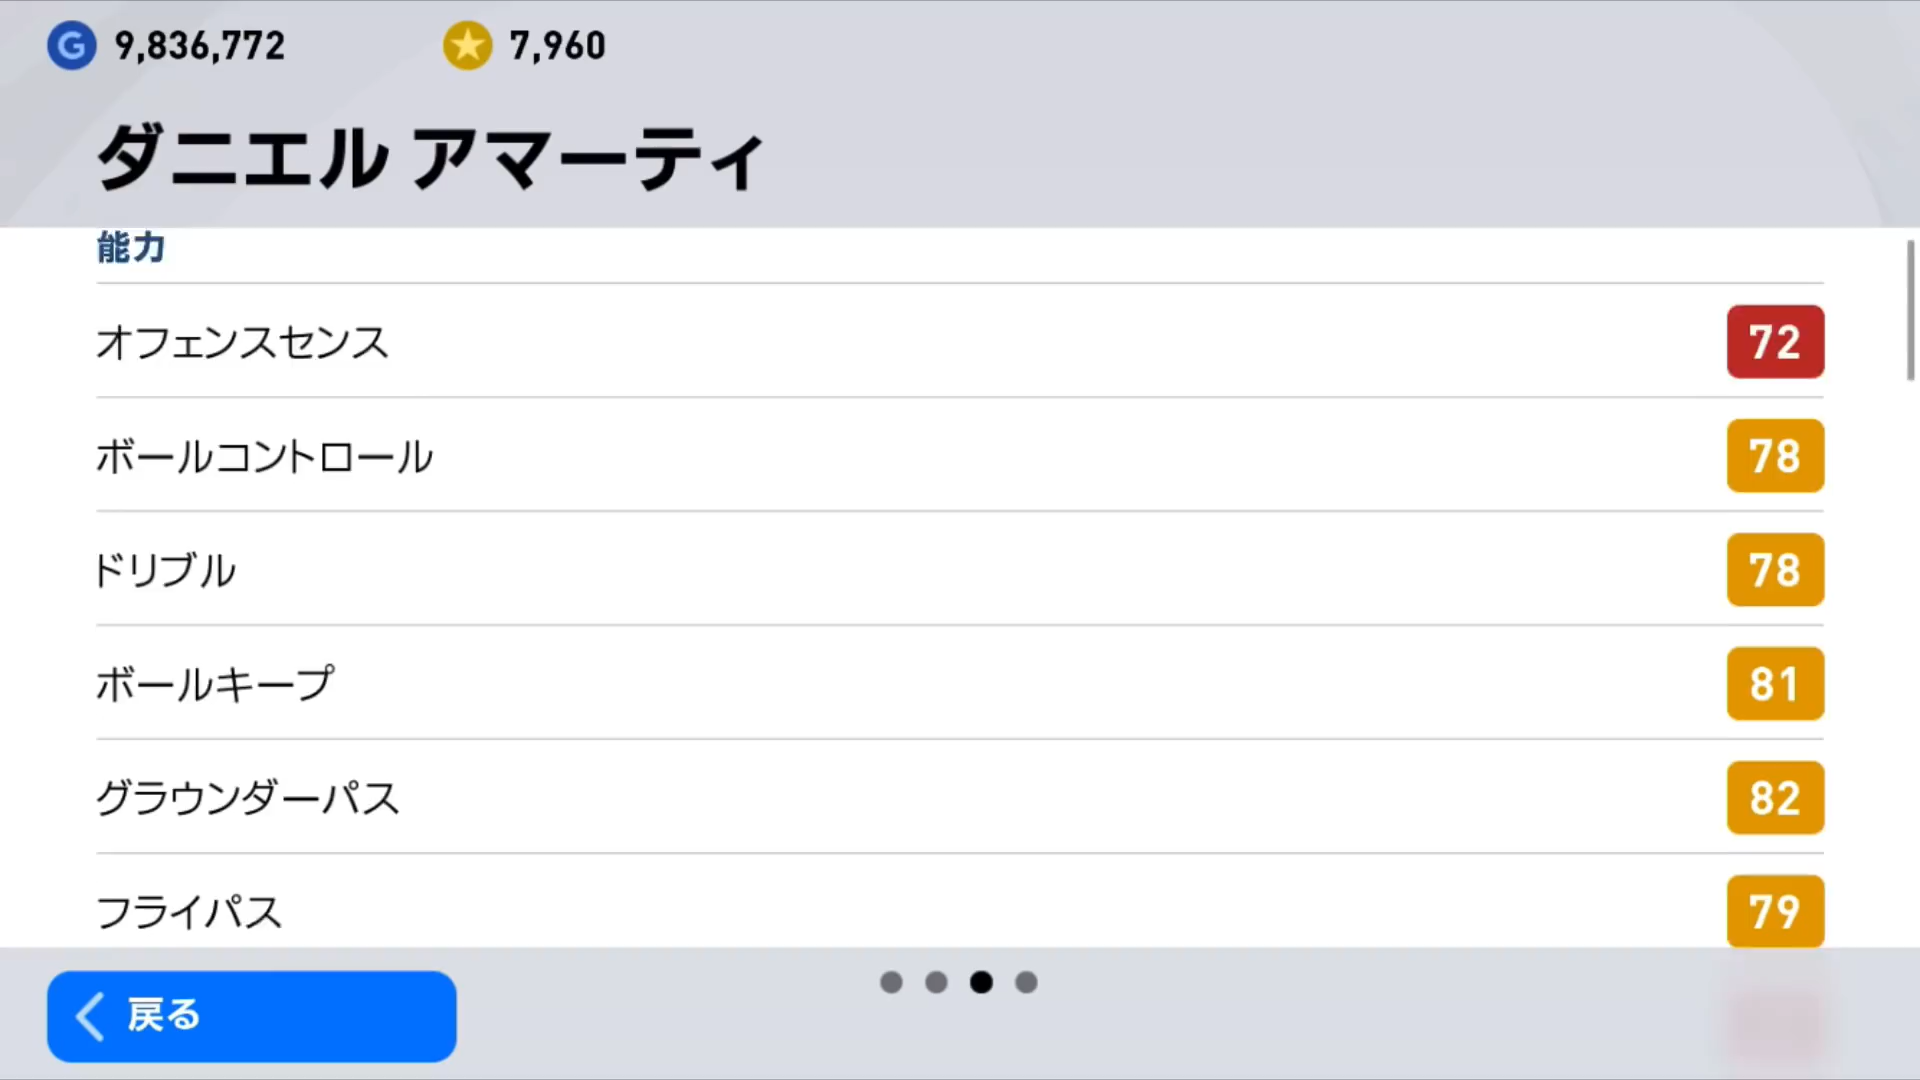 G 9,836,772 7,960
ダニエル アマーティ
能力
オフェンスセンス 72
ボールコントロール 78
ドリブル 78
ボールキープ 81
グラウンダーパス 82
フライパス 79
戻る